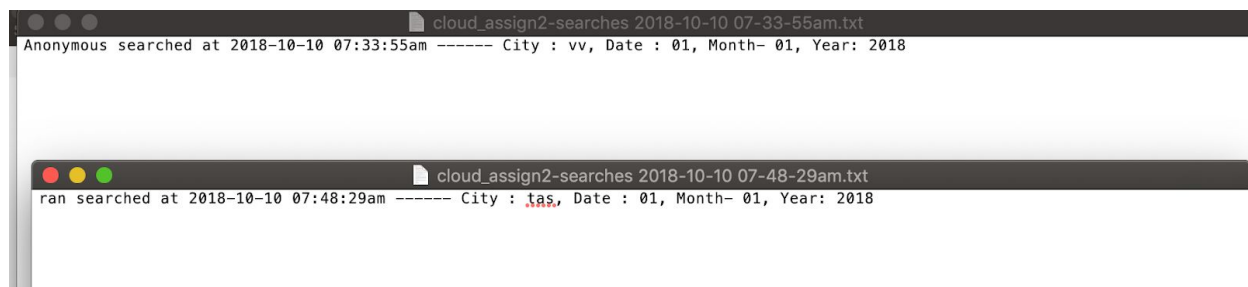 cloud_assign2-searches 2018-10-10 07-33-55am.txt
Anonymous searched at 2018-10-10 07:33:55am ------ City : vv, Date : 01, Month- 01, Year: 2018
cloud_assign2-searches 2018-10-10 07-48-29am.txt
ran searched at 2018-10-10 07:48:29am ------ City : tas, Date : 01, Month- 01, Year: 2018